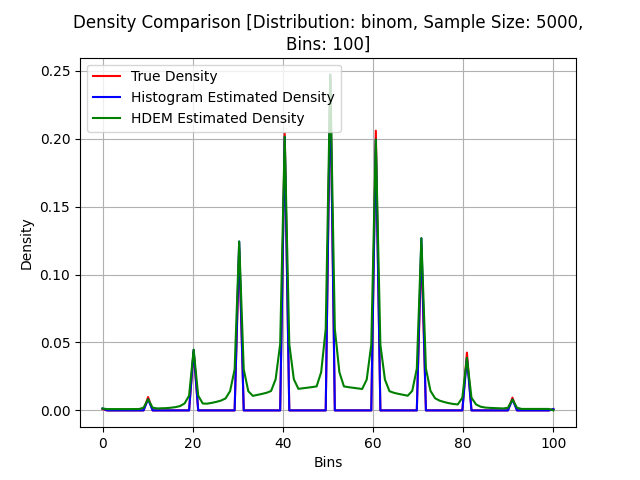 Density Comparison [Distribution: binom, Sample Size: 5000,
Bins: 100]
True Density
Histogram Estimated Density
HDEM Estimated Density
0.25
0.20
0.15
0.10
0.05
0.00
Density
0 20 40 60 80 100
Bins